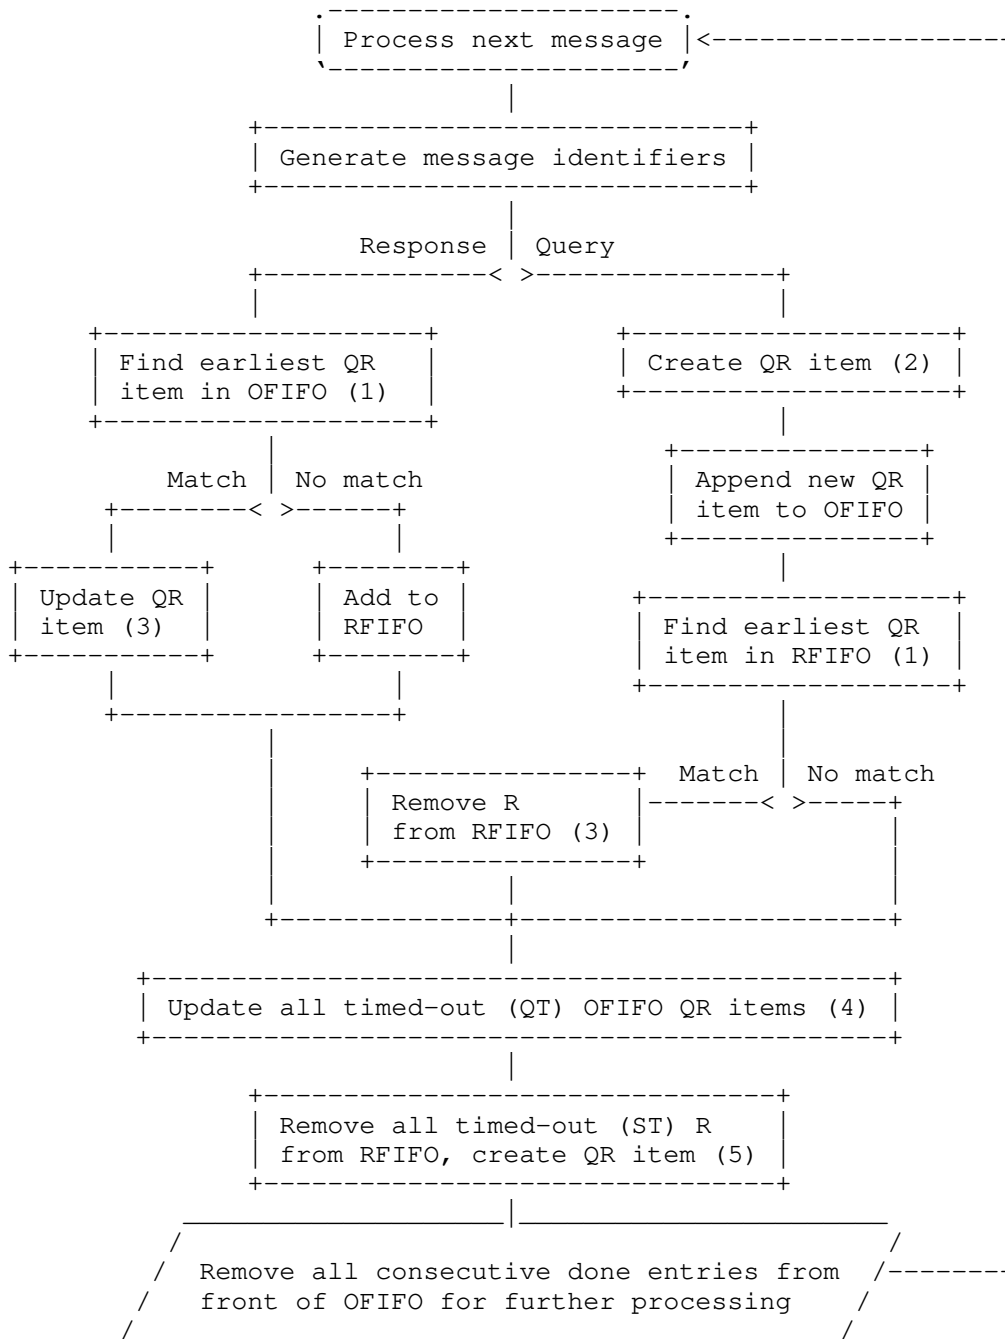 Process next message
Generate message identifiers
Response Query
Find earliest QR
item in OFIFO (1)
Create QR item (2)
Match No match
Append new QR
item to OFIFO
Update QR
item (3)
Add to
RFIFO
Find earliest QR
item in RFIFO (1)
Match No match
Remove R
from RFIFO (3)
Update all timed-out (QT) OFIFO QR items (4)
Remove all timed-out (ST) R
from RFIFO, create QR item (5)
Remove all consecutive done entries from
front of OFIFO for further processing